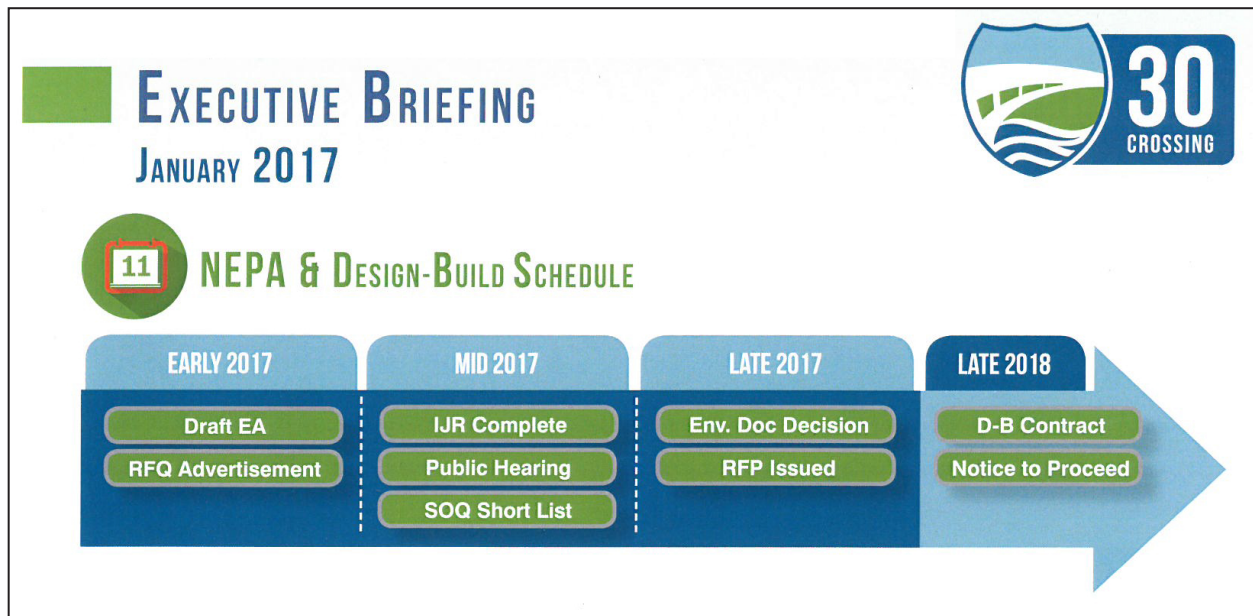 EXECUTIVE BRIEFING
JANUARY 2017
30
CROSSING
11
NEPA & DESIGN-BUILD SCHEDULE
EARLY 2017
MID 2017
LATE 2017
LATE 2018
Draft EA
RFQ Advertisement
IJR Complete
Public Hearing
SOQ Short List
Env. Doc Decision
RFP Issued
D-B Contract
Notice to Proceed